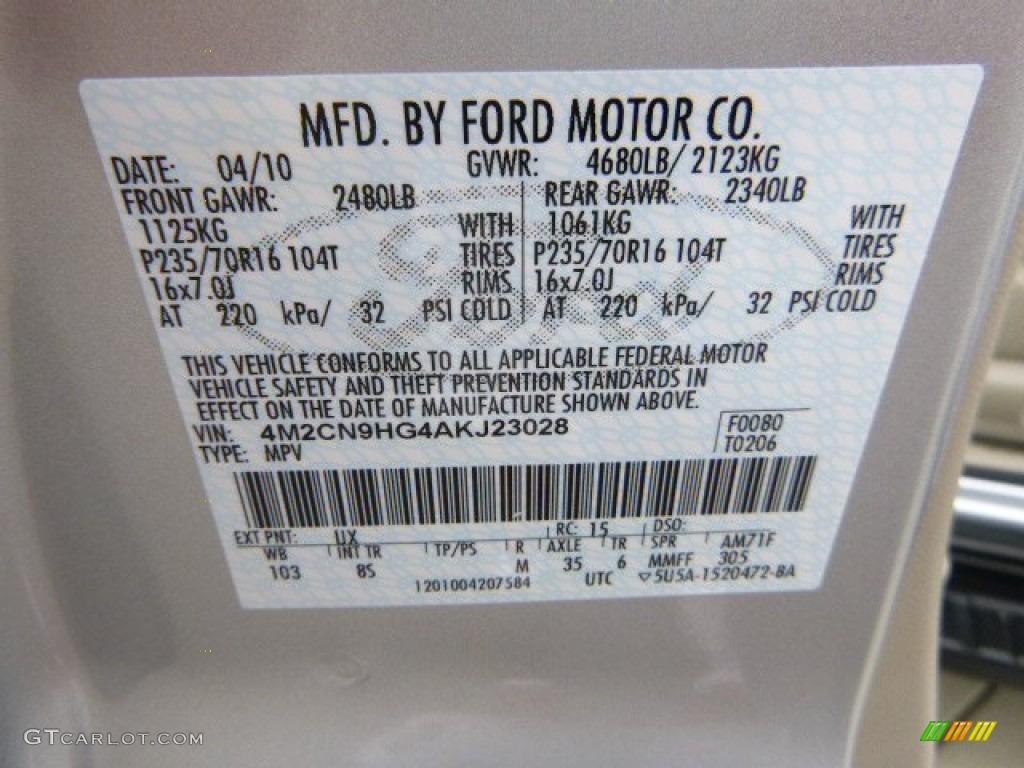 MFD. BY FORD MOTOR CO.
DATE: 04/10 GVWR: 4680LB/ 2123KG
FRONT GAWR: 2480LB REAR GAWR: 2340LB
1125KG WITH 1061KG WITH
P235/70R16 104T TIRES P235/70R16 104T TIRES
16x7.0J RIMS 16x7.0J RIMS
AT 220 kPa/ 32 PSI COLD AT 220 kPa/ 32 PSI COLD
THIS VEHICLE CONFORMS TO ALL APPLICABLE FEDERAL MOTOR
VEHICLE SAFETY AND THEFT PREVENTION STANDARDS IN
EFFECT ON THE DATE OF MANUFACTURE SHOWN ABOVE.
VIN: 4M2CN9HG4AKJ23028 F0080
TYPE: MPV T0206
EXT PNT: UX RC: 15 DSO:
WB INT TR TP/PS R AXLE TR SPR AM71F
103 8S M 35 6 MMFF 305
1201004207584 UTC ▽5U5A-1520472-BA
GTCARLOT.COM